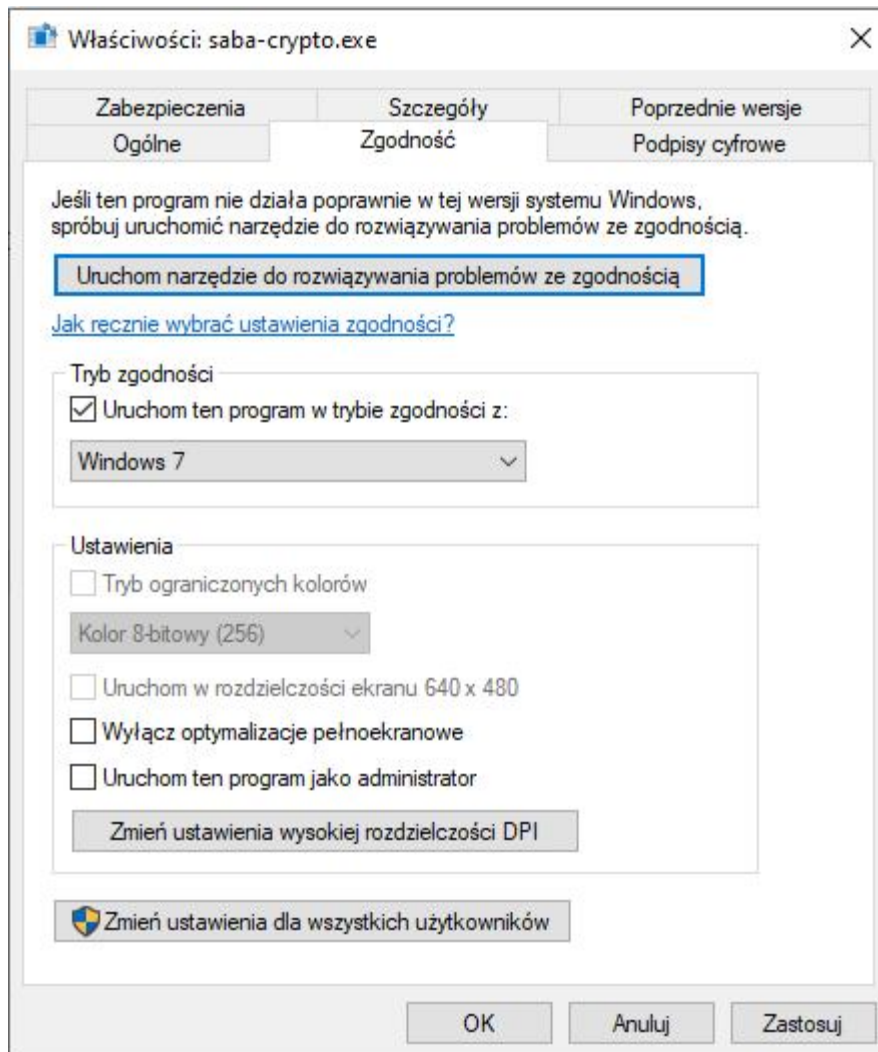 Właściwości: saba-crypto.exe
Zabezpieczenia
Szczegóły
Poprzednie wersje
Ogólne
Zgodność
Podpisy cyfrowe
Jeśli ten program nie działa poprawnie w tej wersji systemu Windows,
spróbuj uruchomić narzędzie do rozwiązywania problemów ze zgodnością.
Uruchom narzędzie do rozwiązywania problemów ze zgodnością
Jak ręcznie wybrać ustawienia zgodności?
Tryb zgodności
Uruchom ten program w trybie zgodności z:
Windows 7
Ustawienia
Tryb ograniczonych kolorów
Kolor 8-bitowy (256)
Uruchom w rozdzielczości ekranu 640 x 480
Wyłącz optymalizacje pełnoekranowe
Uruchom ten program jako administrator
Zmień ustawienia wysokiej rozdzielczości DPI
Zmień ustawienia dla wszystkich użytkowników
OK
Anuluj
Zastosuj